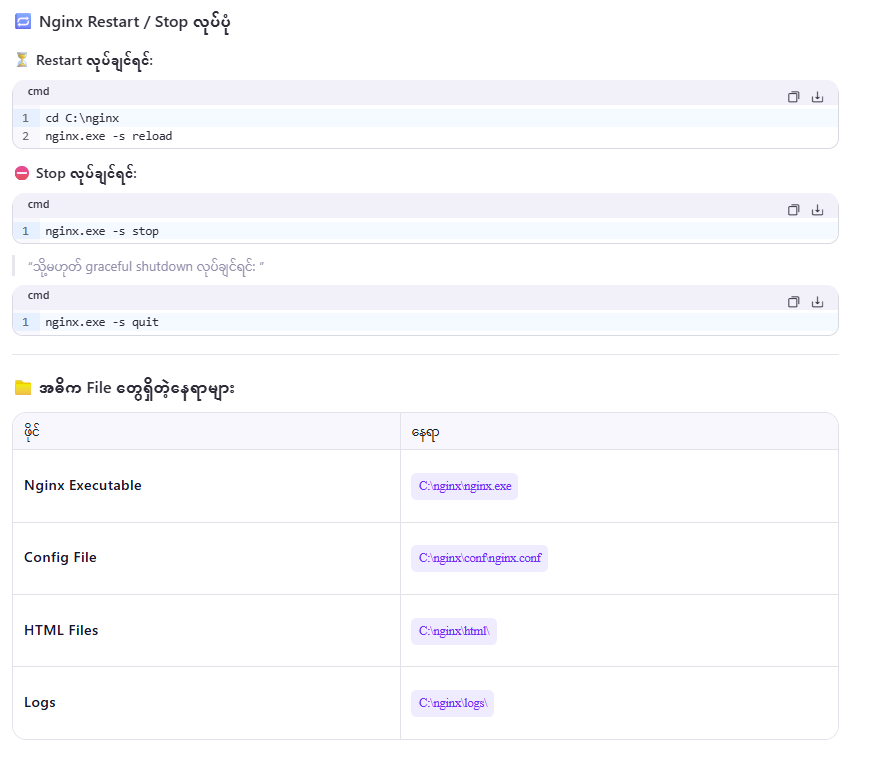 🔁 Nginx Restart / Stop လုပ်ပုံ
⏳ Restart လုပ်ချင်ရင်:
cmd
1 cd C:\nginx
2 nginx.exe -s reload
⛔ Stop လုပ်ချင်ရင်:
cmd
1 nginx.exe -s stop
“သို့မဟုတ် graceful shutdown လုပ်ချင်ရင်: ”
cmd
1 nginx.exe -s quit
📁 အဓိက File တွေရှိတဲ့နေရာများ
ဖိုင် နေရာ
Nginx Executable C:\nginx\nginx.exe
Config File C:\nginx\conf\nginx.conf
HTML Files C:\nginx\html\
Logs C:\nginx\logs\